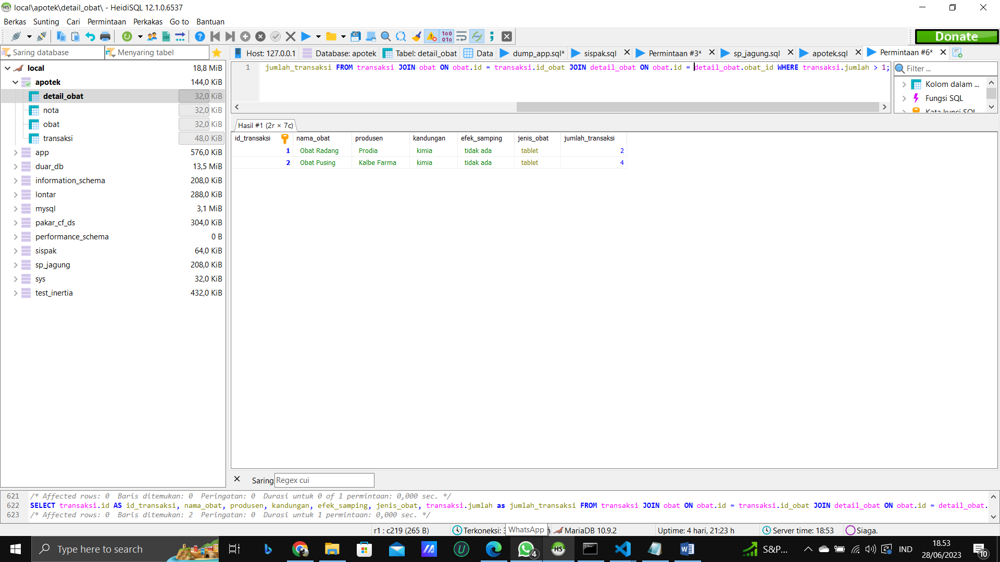 local\apotek\detail_obat\ - HeidiSQL 12.1.0.6537
Berkas Sunting Cari Permintaan Perkakas Go to Bantuan
Donate
Saring database Menyaring tabel
Host: 127.0.0.1 Database: apotek Tabel: detail_obat Data dump_app.sql* sispak.sql Permintaan #3* sp_jagung.sql apotek.sql Permintaan #6*
local 18,8 MiB
apotek 144,0 KiB
detail_obat 32,0 KiB
nota 32,0 KiB
obat 32,0 KiB
transaksi 48,0 KiB
app 576,0 KiB
duar_db 13,5 MiB
information_schema 208,0 KiB
lontar 288,0 KiB
mysql 3,1 MiB
pakar_cf_ds 304,0 KiB
performance_schema 0 B
sispak 64,0 KiB
sp_jagung 208,0 KiB
sys 32,0 KiB
test_inertia 432,0 KiB
1 jumlah_transaksi FROM transaksi JOIN obat ON obat.id = transaksi.id_obat JOIN detail_obat ON obat.id = detail_obat.obat_id WHERE transaksi.jumlah > 1;
Filter ...
Kolom dalam ...
Fungsi SQL
Kata kunci SQL
Hasil #1 (2r × 7c)
id_transaksi nama_obat produsen kandungan efek_samping jenis_obat jumlah_transaksi
1 Obat Radang Prodia kimia tidak ada tablet 2
2 Obat Pusing Kalbe Farma kimia tidak ada tablet 4
Saring Regex cui
621 /* Affected rows: 0 Baris ditemukan: 0 Peringatan: 0 Durasi untuk 0 of 1 permintaan: 0,000 sec. */
622 SELECT transaksi.id AS id_transaksi, nama_obat, produsen, kandungan, efek_samping, jenis_obat, transaksi.jumlah as jumlah_transaksi FROM transaksi JOIN obat ON obat.id = transaksi.id_obat JOIN detail_obat ON obat.id = detail_obat.
623 /* Affected rows: 0 Baris ditemukan: 2 Peringatan: 0 Durasi untuk 1 permintaan: 0,000 sec. */
r1 : c219 (265 B) Terkoneksi: WhatsApp MariaDB 10.9.2 Uptime: 4 hari, 21:23 h Server time: 18:53 Siaga.
Type here to search 4 HS S&P... IND 18.53
28/06/2023 10